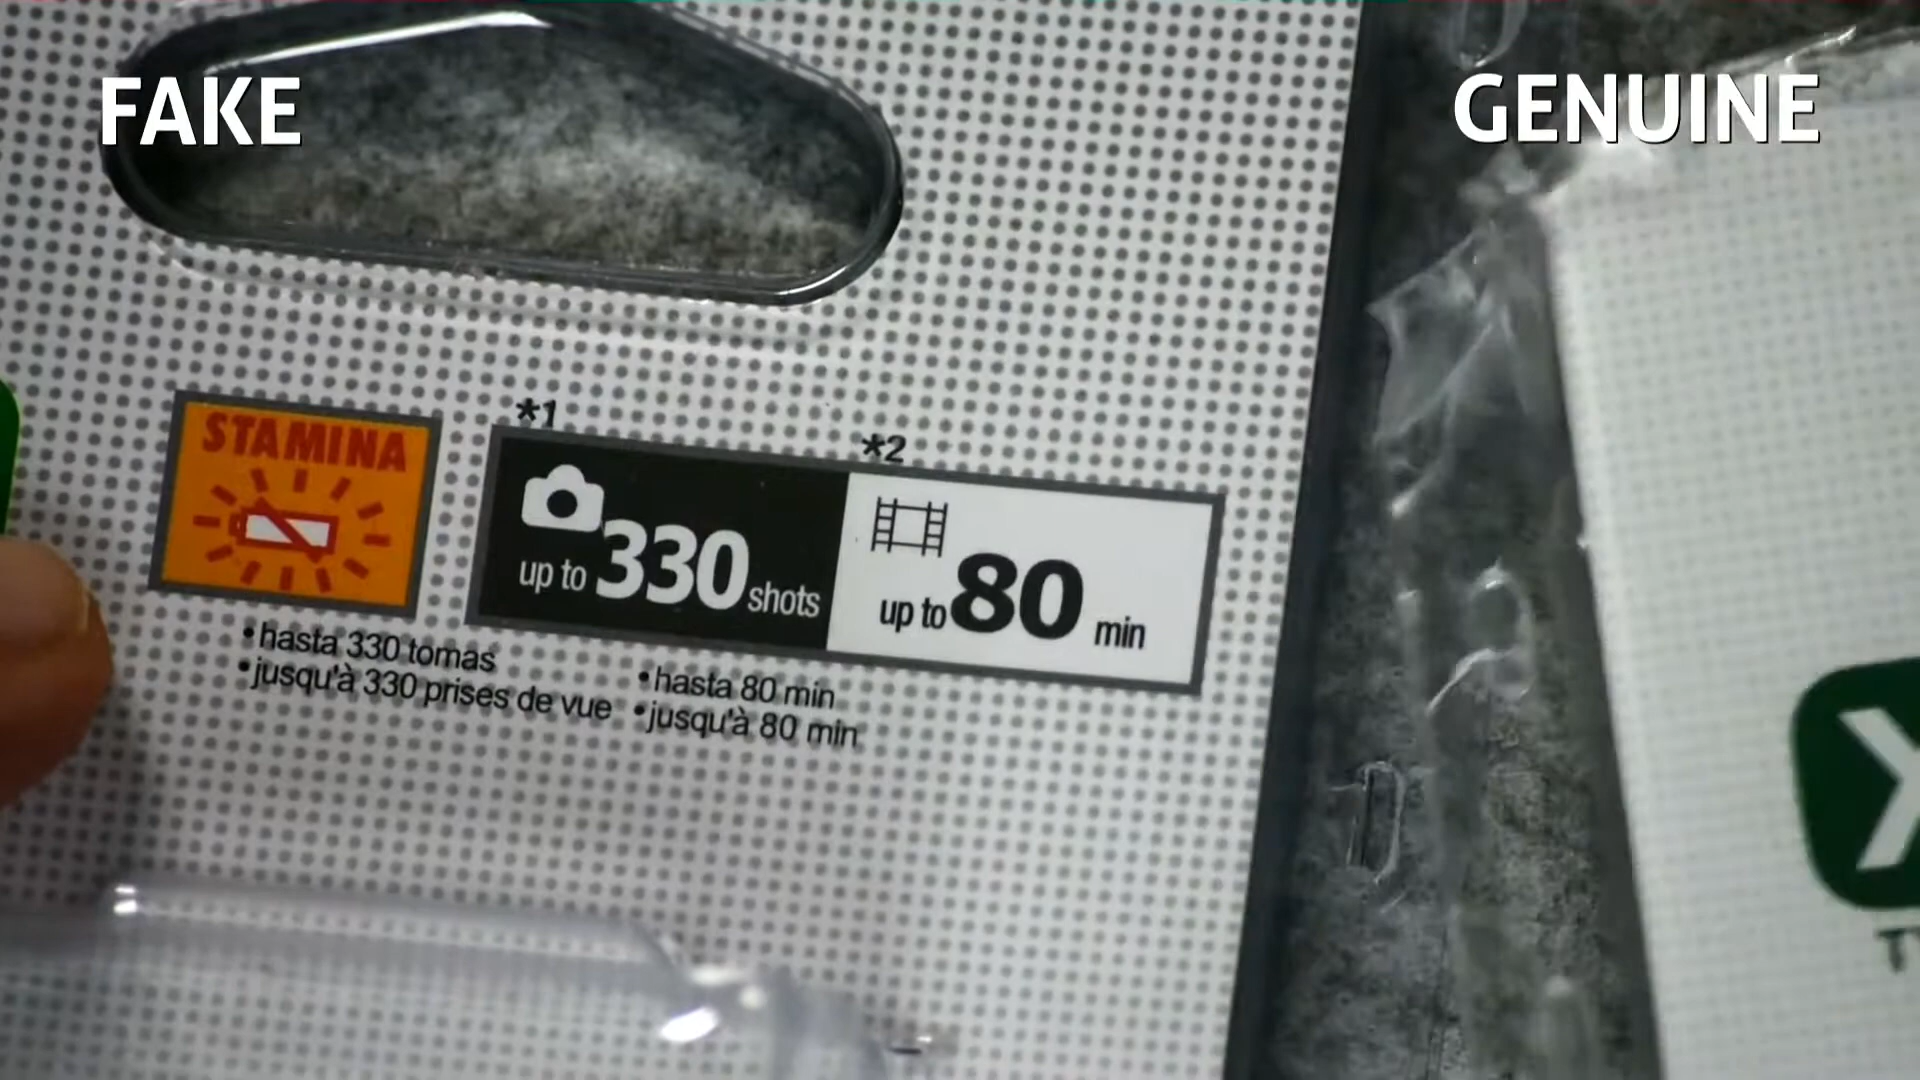 FAKE
GENUINE
STAMINA
*1
*2
up to 330 shots
up to 80 min
•hasta 330 tomas
•jusqu'à 330 prises de vue
•hasta 80 min
•jusqu'à 80 min